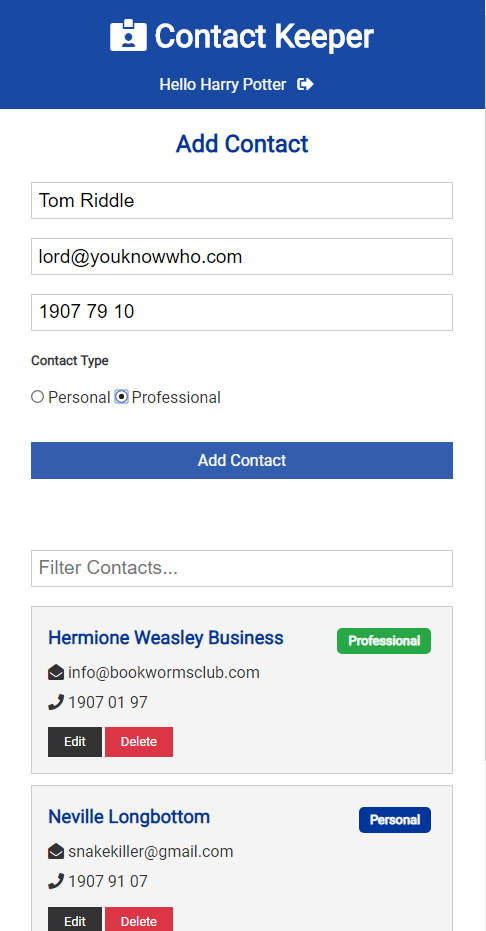 Contact Keeper
Hello Harry Potter
Add Contact
Tom Riddle
lord@youknowwho.com
1907 79 10
Contact Type
Personal Professional
Add Contact
Filter Contacts...
Hermione Weasley Business Professional
info@bookwormsclub.com
1907 01 97
Edit Delete
Neville Longbottom Personal
snakekiller@gmail.com
1907 91 07
Edit Delete